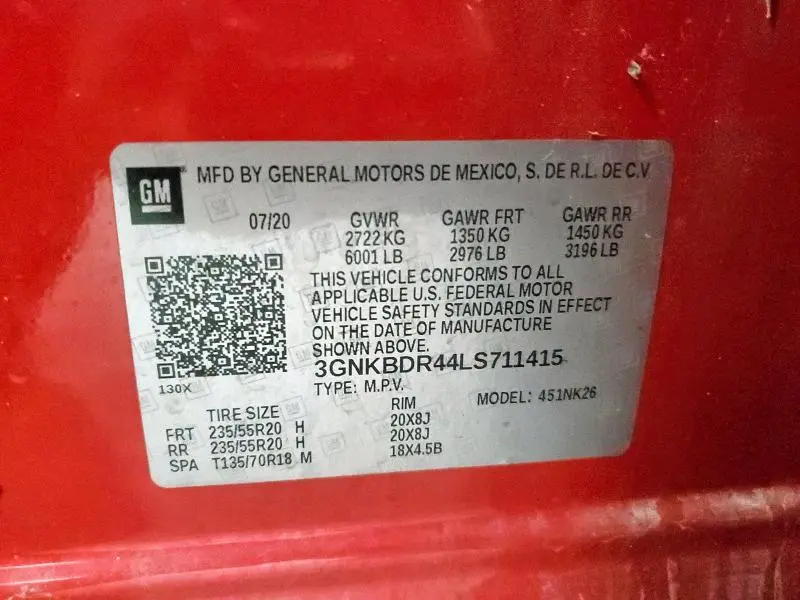 GM
MFD BY GENERAL MOTORS DE MEXICO, S. DE R.L. DE C.V
07/20 GVWR GAWR FRT GAWR RR
2722 KG 1350 KG 1450 KG
6001 LB 2976 LB 3196 LB
THIS VEHICLE CONFORMS TO ALL
APPLICABLE U.S. FEDERAL MOTOR
VEHICLE SAFETY STANDARDS IN EFFECT
ON THE DATE OF MANUFACTURE
SHOWN ABOVE.
3GNKBDR44LS711415
130X
TYPE: M.P.V. MODEL: 451NK26
TIRE SIZE RIM
FRT 235/55R20 H 20X8J
RR 235/55R20 H 20X8J
SPA T135/70R18 M 18X4.5B